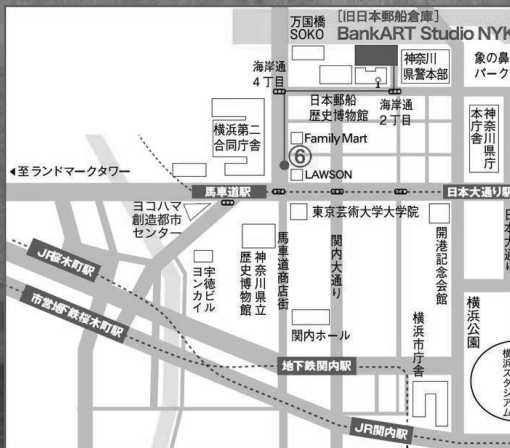 万国橋
SOKO
[旧日本郵船倉庫]
BankART Studio NYK
海岸通
4丁目
神奈川
県警本部
象の鼻
パーク
日本郵船
歴史博物館
海岸通
2丁目
横浜第二
合同庁舎
Family Mart
⑥
LAWSON
神奈川県庁
本庁舎
◀至ランドマークタワー
馬車道駅
日本大通り駅
ヨコハマ
創造都市
センター
東京芸術大学大学院
日本大通り
開港記念会館
JR桜木町駅
市営地下鉄桜木町駅
宇徳ビル
ヨンカイ
神奈川県立
歴史博物館
馬車道商店街
関内大通り
関内ホール
横浜公園
横浜市庁舎
地下鉄関内駅
横浜スタジアム
JR関内駅